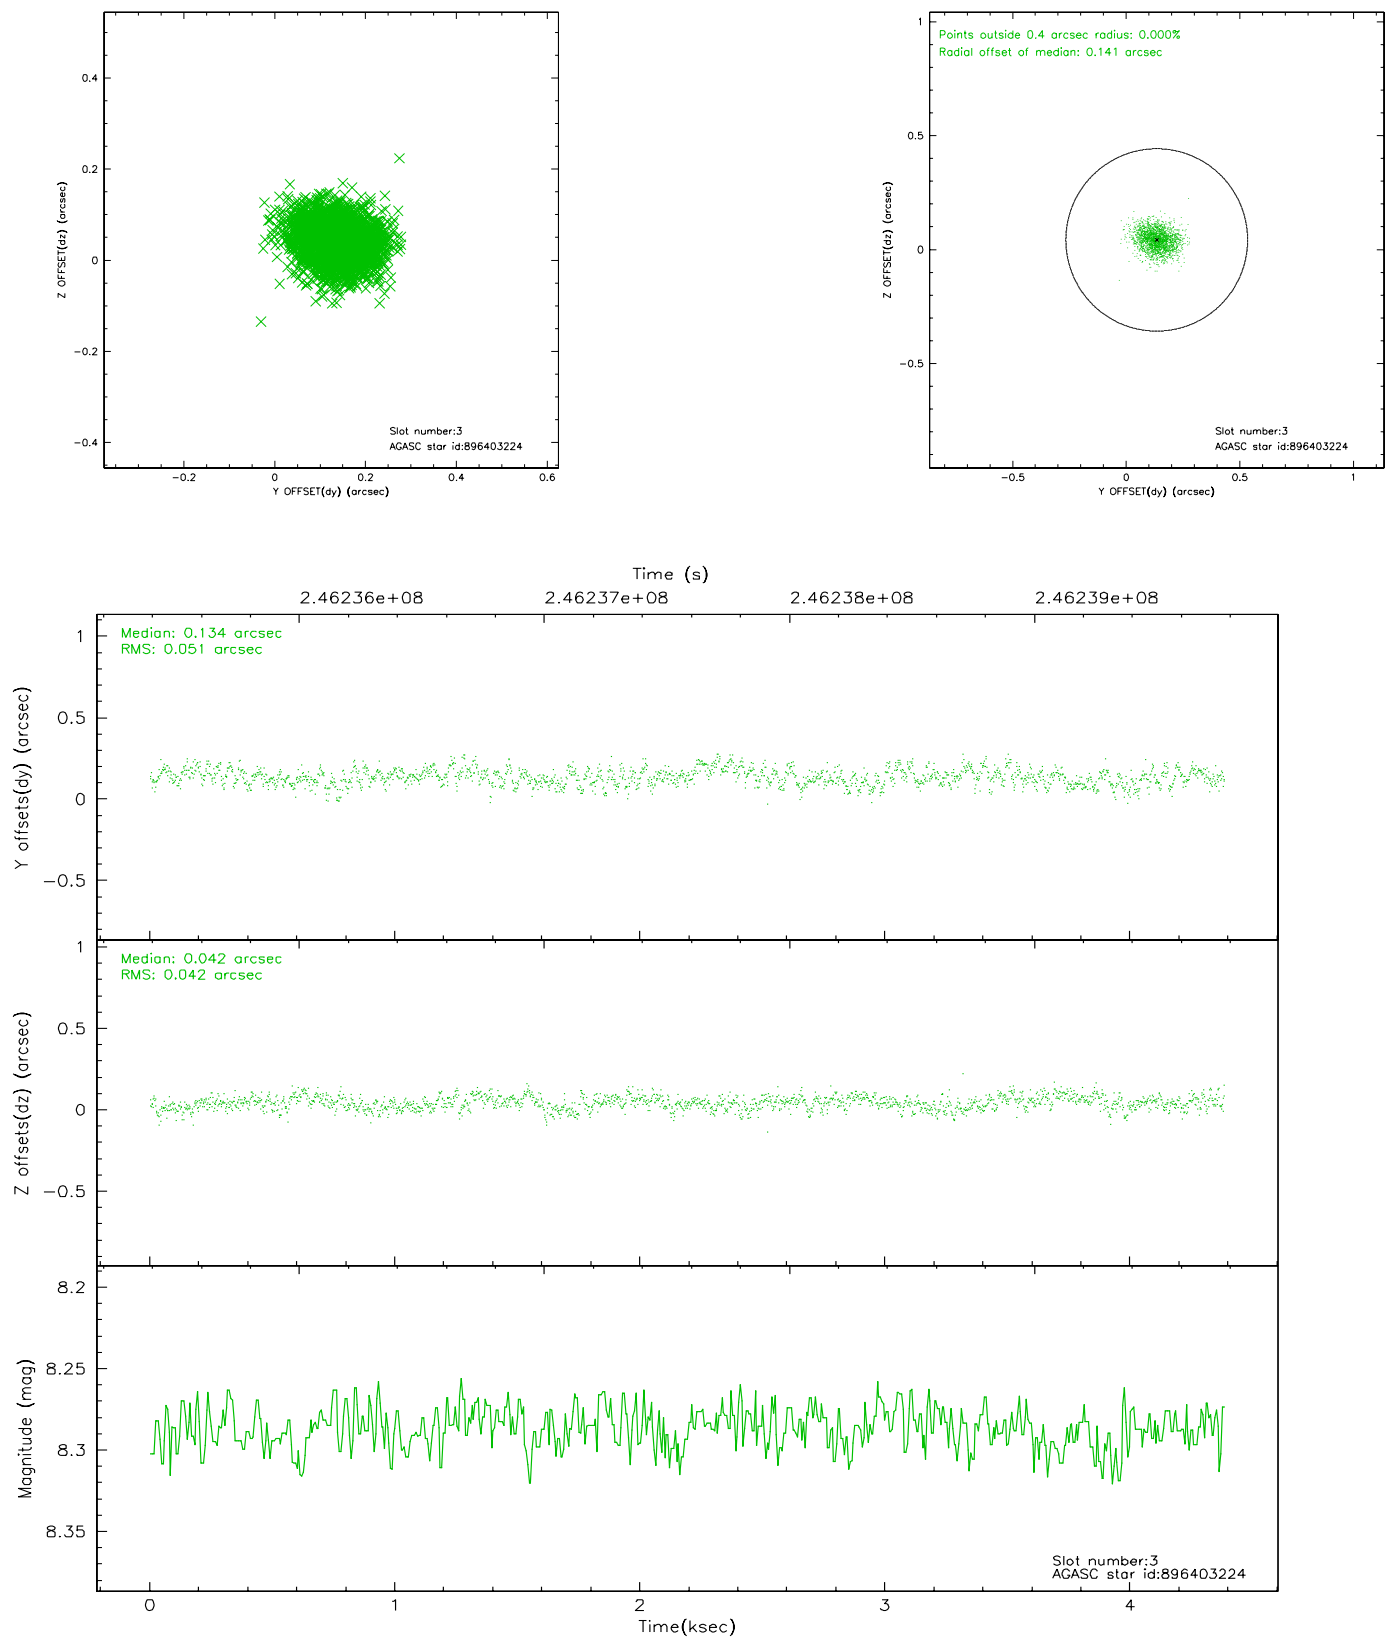 0.4
0.2
0
−0.2
−0.4
Z OFFSET(dz) (arcsec)
Slot number:3
AGASC star id:896403224
−0.2 0 0.2 0.4 0.6
Y OFFSET(dy) (arcsec)
Points outside 0.4 arcsec radius: 0.000%
Radial offset of median: 0.141 arcsec
1
0.5
0
−0.5
Z OFFSET(dz) (arcsec)
Slot number:3
AGASC star id:896403224
−0.5 0 0.5 1
Y OFFSET(dy) (arcsec)
Time (s)
2.46236e+08 2.46237e+08 2.46238e+08 2.46239e+08
Median: 0.134 arcsec
RMS: 0.051 arcsec
1
0.5
0
−0.5
Y offsets(dy) (arcsec)
Median: 0.042 arcsec
RMS: 0.042 arcsec
1
0.5
0
−0.5
Z offsets(dz) (arcsec)
8.2
8.25
8.3
8.35
Magnitude (mag)
Slot number:3
AGASC star id:896403224
0 1 2 3 4
Time(ksec)